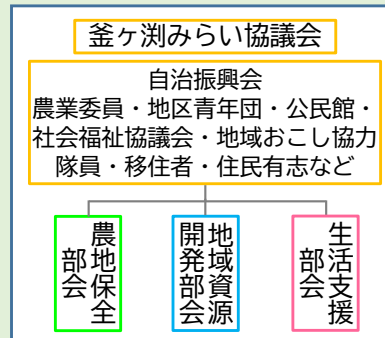 釜ヶ渕みらい協議会
自治振興会
農業委員・地区青年団・公民館・
社会福祉協議会・地域おこし協力
隊員・移住者・住民有志など
農地保全
部会
地域資源
開発部会
生活支援
部会